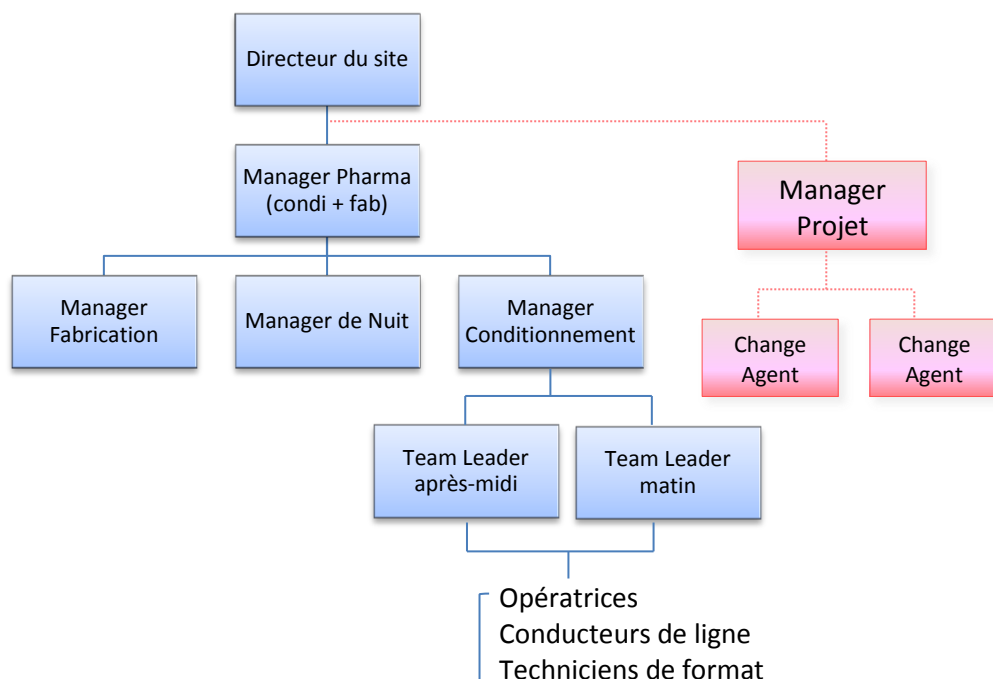 Directeur du site
Manager Pharma
(condi + fab)
Manager
Projet
Manager
Fabrication
Manager de Nuit
Manager
Conditionnement
Change
Agent
Change
Agent
Team Leader
après-midi
Team Leader
matin
Opératrices
Conducteurs de ligne
Techniciens de format